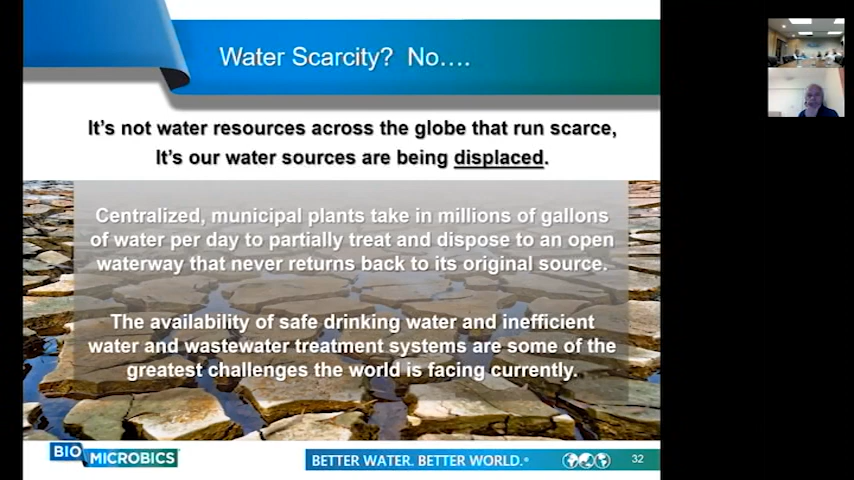 Water Scarcity? No....
It's not water resources across the globe that run scarce,
It's our water sources are being displaced.
Centralized, municipal plants take in millions of gallons
of water per day to partially treat and dispose to an open
waterway that never returns back to its original source.
The availability of safe drinking water and inefficient
water and wastewater treatment systems are some of the
greatest challenges the world is facing currently.
BIO MICROBICS
BETTER WATER. BETTER WORLD.®
32